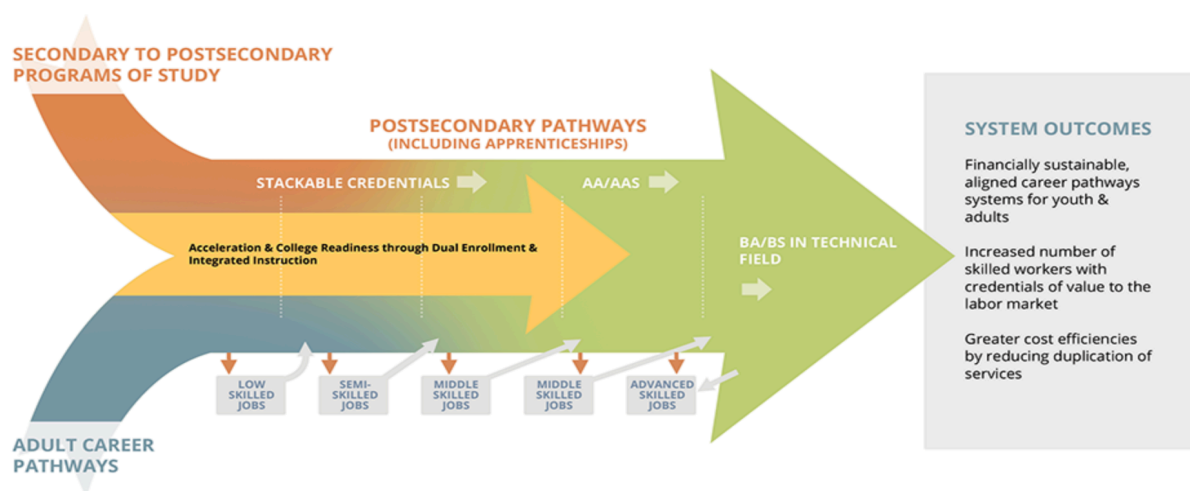 SECONDARY TO POSTSECONDARY
PROGRAMS OF STUDY
POSTSECONDARY PATHWAYS
(INCLUDING APPRENTICESHIPS)
STACKABLE CREDENTIALS
AA/AAS
Acceleration & College Readiness through Dual Enrollment &
Integrated Instruction
BA/BS IN TECHNICAL
FIELD
LOW
SKILLED
JOBS
SEMI-
SKILLED
JOBS
MIDDLE
SKILLED
JOBS
MIDDLE
SKILLED
JOBS
ADVANCED
SKILLED
JOBS
ADULT CAREER
PATHWAYS
SYSTEM OUTCOMES
Financially sustainable,
aligned career pathways
systems for youth &
adults
Increased number of
skilled workers with
credentials of value to the
labor market
Greater cost efficiencies
by reducing duplication of
services